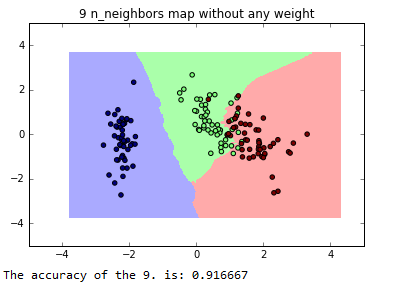 9 n_neighbors map without any weight
4
2
0
−2
−4
−4 −2 0 2 4
The accuracy of the 9. is: 0.916667